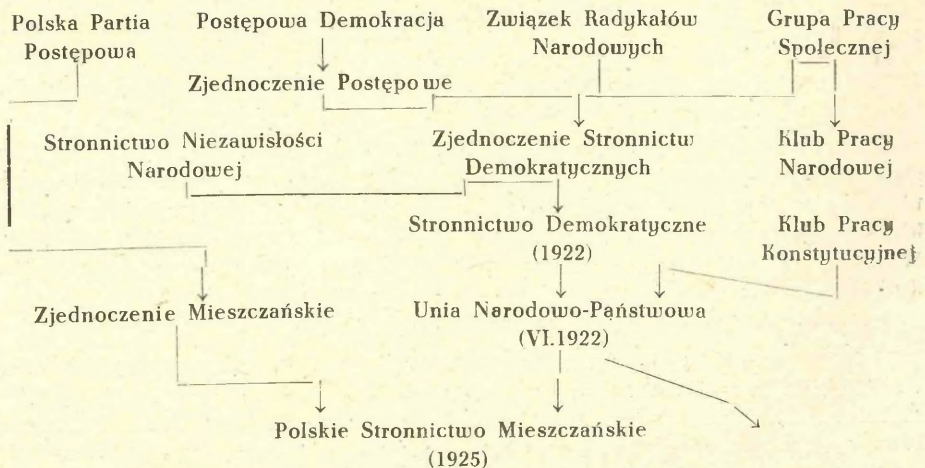 Polska Partia Postępowa Demokracja Związek Radykałów Grupa Pracy
Postępowa Narodowych Społecznej
Zjednoczenie Postępowe
Stronnictwo Niezawisłości Zjednoczenie Stronnictw Klub Pracy
Narodowej Demokratycznych Narodowej
Stronnictwo Demokratyczne Klub Pracy
(1922) Konstytucyjnej
Zjednoczenie Mieszczańskie Unia Narodowo-Państwowa
(VI.1922)
Polskie Stronnictwo Mieszczańskie
(1925)